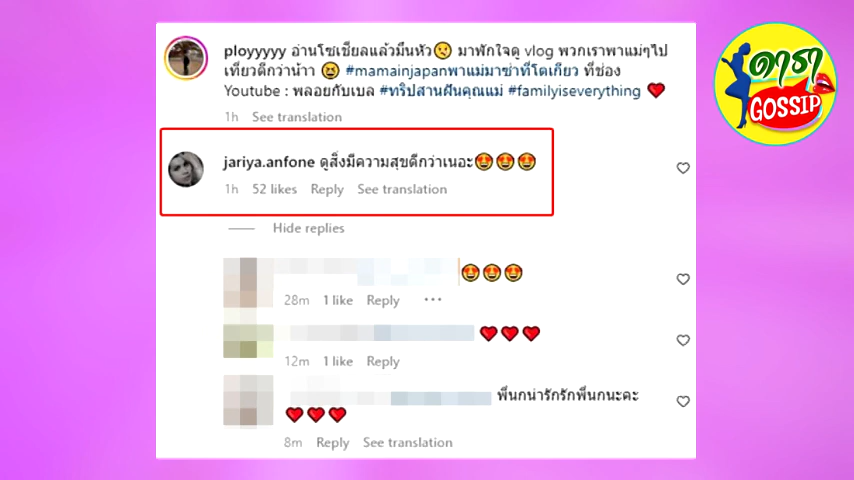 ดารา
GOSSIP
ployyyyy อ่านโซเชียลแล้วมึนหัว😟 มาพักใจดู vlog พวกเราพาแม่ๆไป
เที่ยวดีกว่าน้าา 😆 #mamainjapanพาแม่มาซ่าที่โตเกียว ที่ช่อง
Youtube : พลอยกับเบล #ทริปสานฝันคุณแม่ #familyiseverything ❤️
1h See translation
jariya.anfone ดูสิ่งมีความสุขดีกว่าเนอะ🤩🤩🤩
1h 52 likes Reply See translation
Hide replies
🤩🤩🤩
28m 1 like Reply ...
❤️❤️❤️
12m 1 like Reply
พี่นกน่ารักรักพี่นกนะคะ
❤️❤️❤️
8m Reply See translation